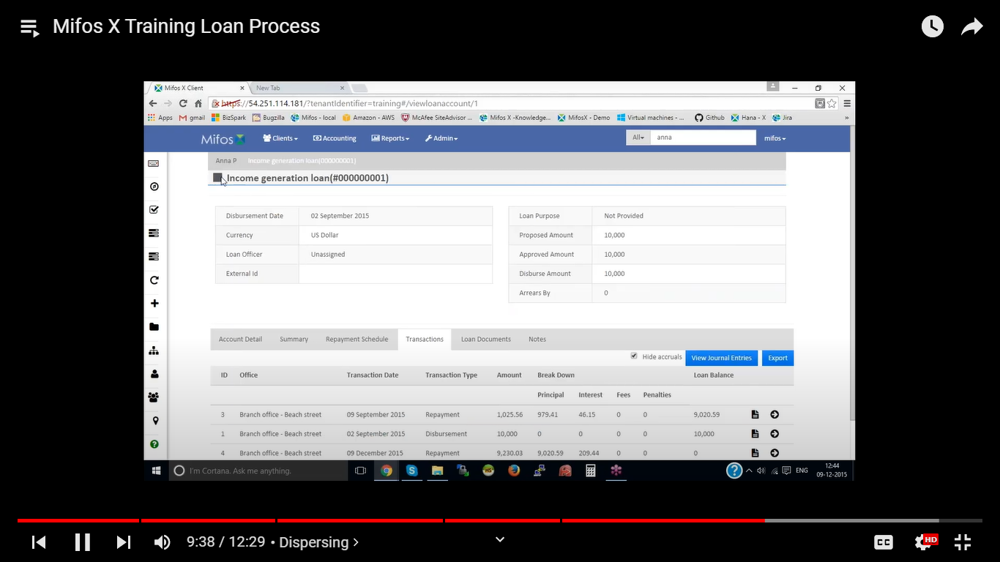 Mifos X Training Loan Process
Mifos X Client
New Tab
https://54.251.114.181/?tenantIdentifier=training#/viewloanaccount/1
Apps gmail BizSpark Bugzilla Mifos - local Amazon - AWS McAfee SiteAdvisor ... Mifos X -Knowledge... MifosX - Demo Virtual machines - ... Github Hana - X Jira »
Mifos Clients Accounting Reports Admin All anna mifos
Anna P Income generation loan(000000001)
Income generation loan(#000000001)
Disbursement Date 02 September 2015 Loan Purpose Not Provided
Currency US Dollar Proposed Amount 10,000
Loan Officer Unassigned Approved Amount 10,000
External Id Disburse Amount 10,000
Arrears By 0
Account Detail Summary Repayment Schedule Transactions Loan Documents Notes
Hide accruals View Journal Entries Export
ID Office Transaction Date Transaction Type Amount Break Down Loan Balance
Principal Interest Fees Penalties
3 Branch office - Beach street 09 September 2015 Repayment 1,025.56 979.41 46.15 0 0 9,020.59
1 Branch office - Beach street 02 September 2015 Disbursement 10,000 0 0 0 0 10,000
4 Branch office - Beach street 09 December 2015 Repayment 9,230.03 9,020.59 209.44 0 0 0
I'm Cortana. Ask me anything. ENG 12:44
09-12-2015
9:38 / 12:29 • Dispersing CC HD